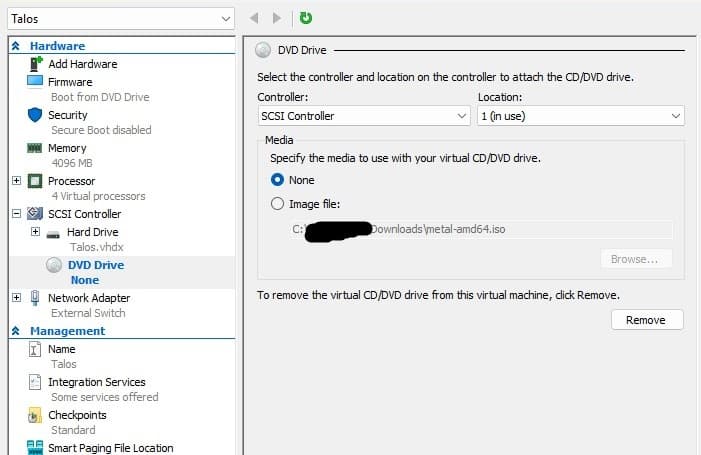 Talos
Hardware
Add Hardware
Firmware
Boot from DVD Drive
Security
Secure Boot disabled
Memory
4096 MB
Processor
4 Virtual processors
SCSI Controller
Hard Drive
Talos.vhdx
DVD Drive
None
Network Adapter
External Switch
Management
Name
Talos
Integration Services
Some services offered
Checkpoints
Standard
Smart Paging File Location
DVD Drive
Select the controller and location on the controller to attach the CD/DVD drive.
Controller: Location:
SCSI Controller 1 (in use)
Media
Specify the media to use with your virtual CD/DVD drive.
None
Image file:
C:\ Downloads\metal-amd64.iso
Browse...
To remove the virtual CD/DVD drive from this virtual machine, click Remove.
Remove